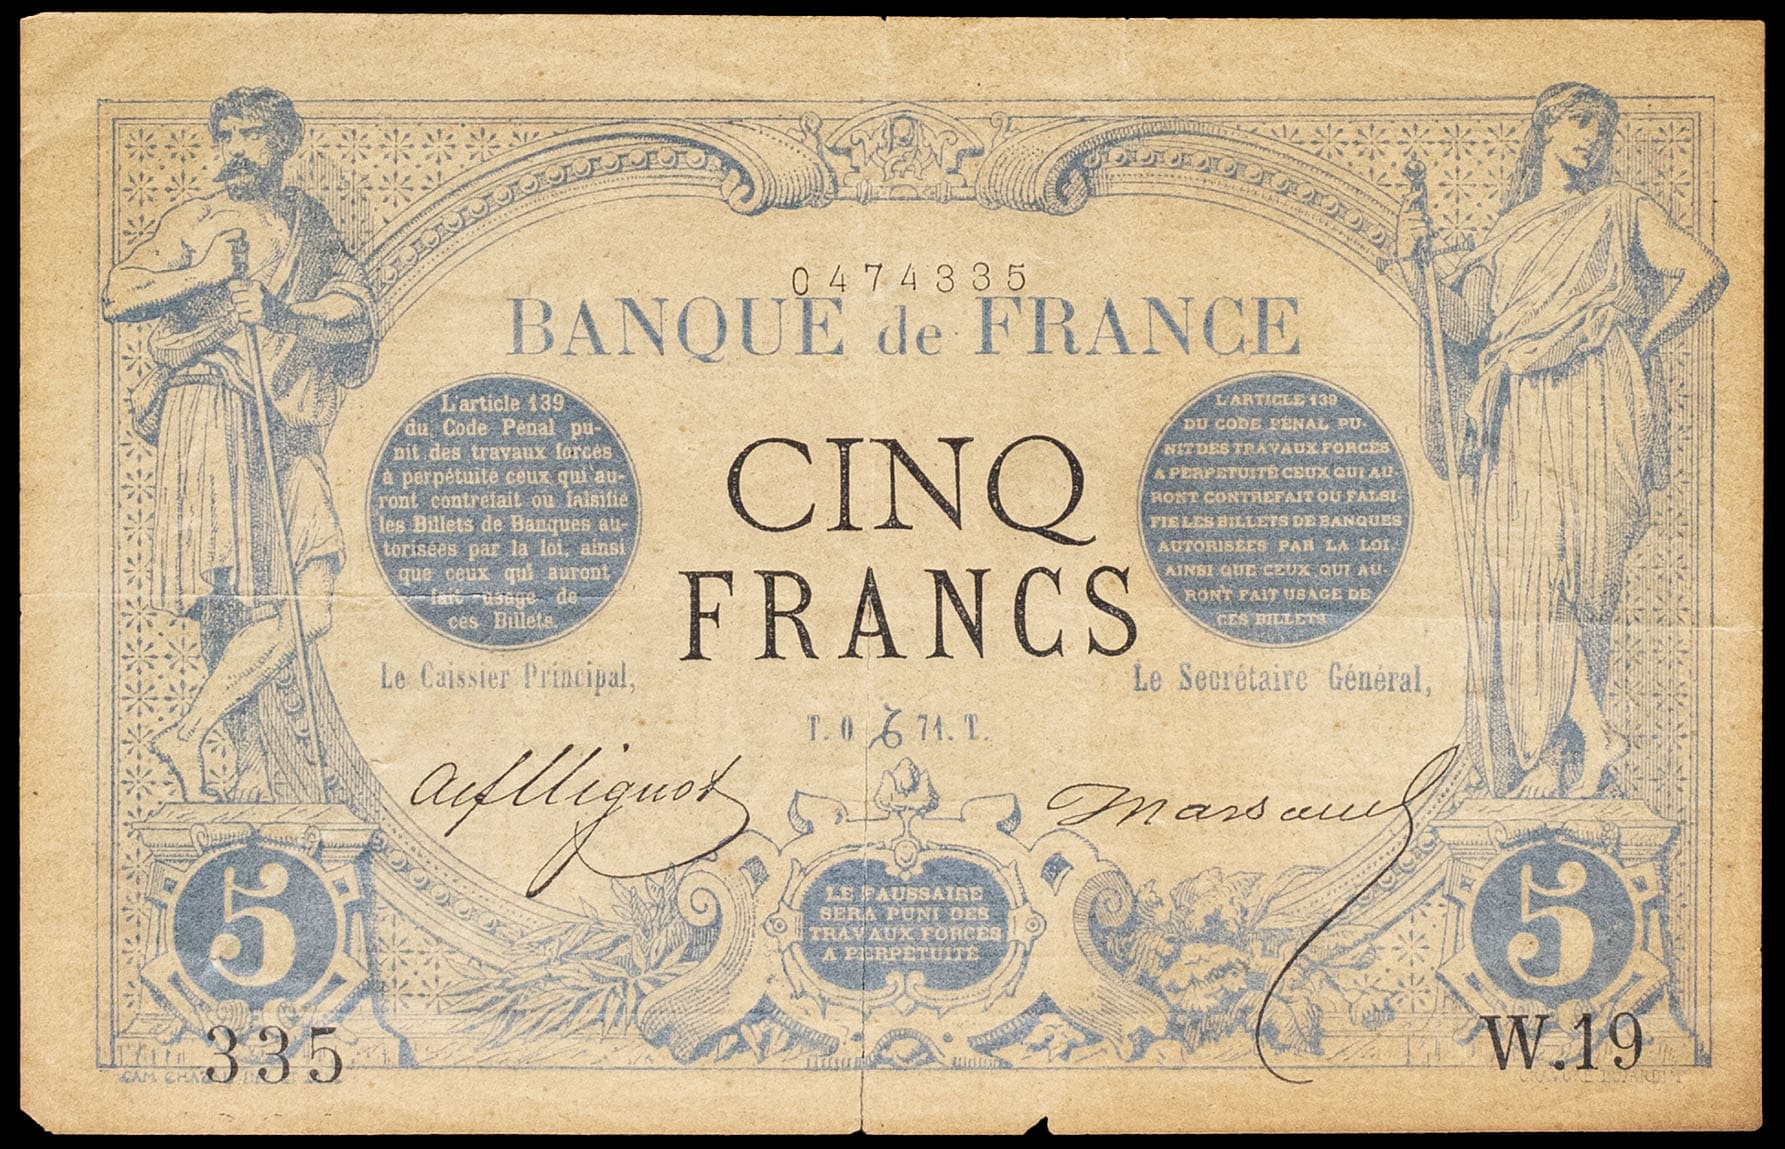 0474335
BANQUE de FRANCE
L'article 139
du Code Pénal pu-
nit des travaux forcés
à perpétuité ceux qui au-
ront contrefait ou falsifié
les Billets de Banques au-
torisées par la loi, ainsi
que ceux qui auront
fait usage de
ces Billets.
CINQ
FRANCS
L'ARTICLE 139
DU CODE PÉNAL PU-
NIT DES TRAVAUX FORCÉS
A PERPÉTUITÉ CEUX QUI AU-
RONT CONTREFAIT OU FALSI-
FIÉ LES BILLETS DE BANQUES
AUTORISÉES PAR LA LOI
AINSI QUE CEUX QUI AU-
RONT FAIT USAGE DE
CES BILLETS
Le Caissier Principal,
Le Secrétaire Général,
T. 0 71. T.
Mignot
Marsaud
LE FAUSSAIRE
SERA PUNI DES
TRAVAUX FORCÉS
A PERPÉTUITÉ
5
5
335
W.19